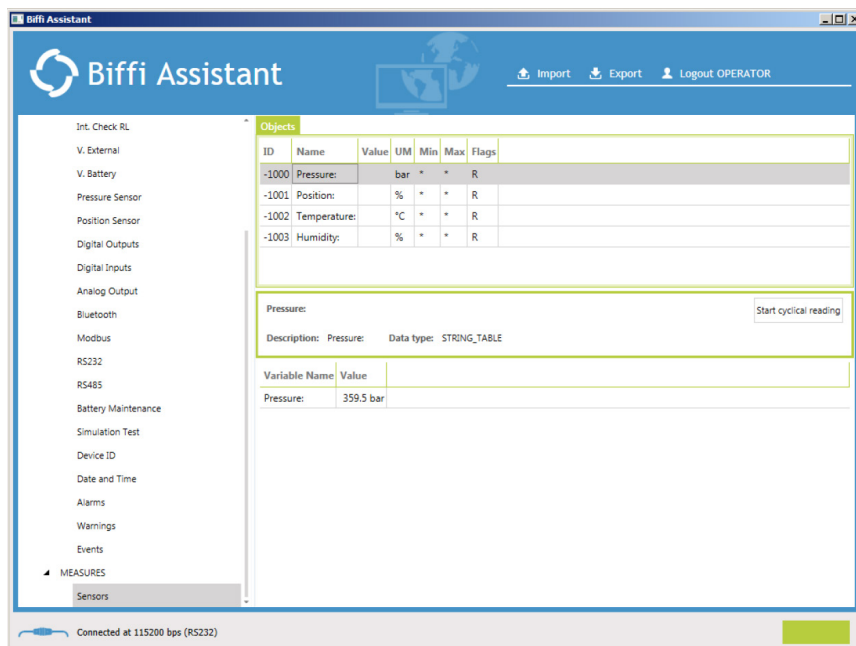 Biffi Assistant
Biffi Assistant
Import Export Logout OPERATOR
Int. Check RL
V. External
V. Battery
Pressure Sensor
Position Sensor
Digital Outputs
Digital Inputs
Analog Output
Bluetooth
Modbus
RS232
RS485
Battery Maintenance
Simulation Test
Device ID
Date and Time
Alarms
Warnings
Events
MEASURES
Sensors
Objects
ID Name Value UM Min Max Flags
-1000 Pressure: bar * * R
-1001 Position: % * * R
-1002 Temperature: °C * * R
-1003 Humidity: % * * R
Pressure:
Start cyclical reading
Description: Pressure: Data type: STRING_TABLE
Variable Name Value
Pressure: 359.5 bar
Connected at 115200 bps (RS232)